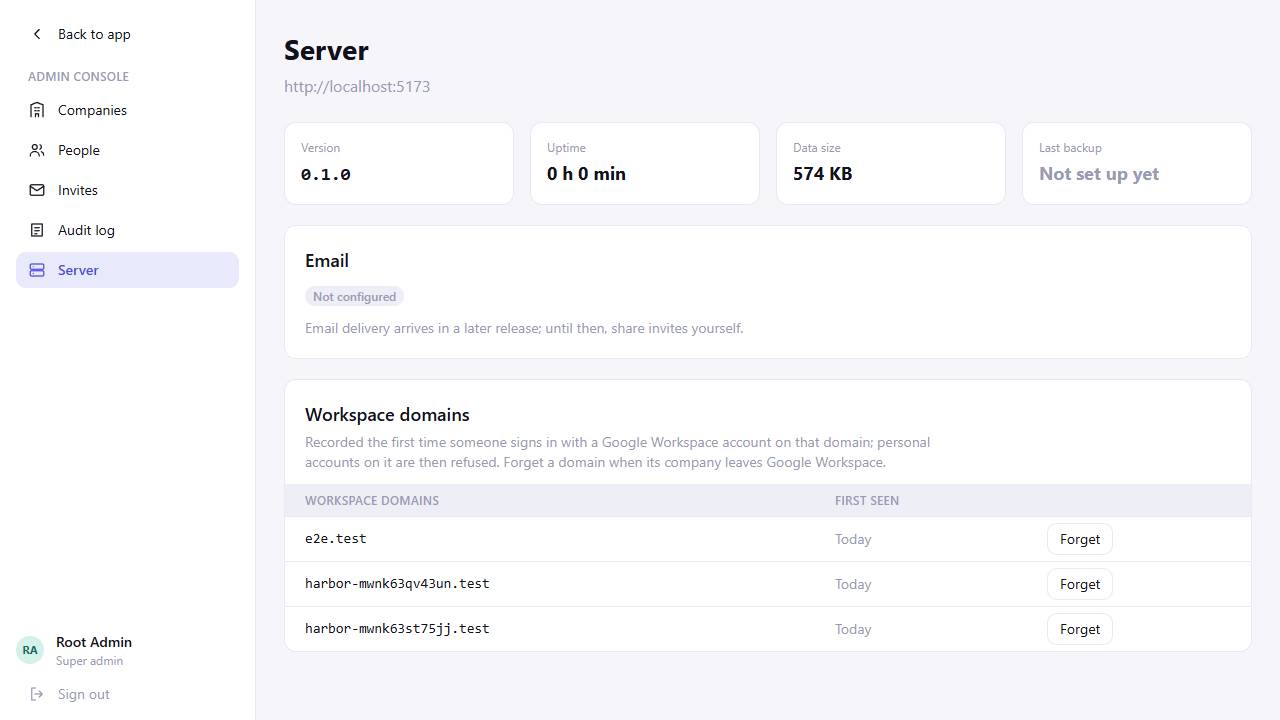 Back to app
ADMIN CONSOLE
Companies
People
Invites
Audit log
Server
RA
Root Admin
Super admin
Sign out
Server
http://localhost:5173
Version
0.1.0
Uptime
0 h 0 min
Data size
574 KB
Last backup
Not set up yet
Email
Not configured
Email delivery arrives in a later release; until then, share invites yourself.
Workspace domains
Recorded the first time someone signs in with a Google Workspace account on that domain; personal
accounts on it are then refused. Forget a domain when its company leaves Google Workspace.
WORKSPACE DOMAINS FIRST SEEN
e2e.test Today Forget
harbor-mwnk63qv43un.test Today Forget
harbor-mwnk63st75jj.test Today Forget